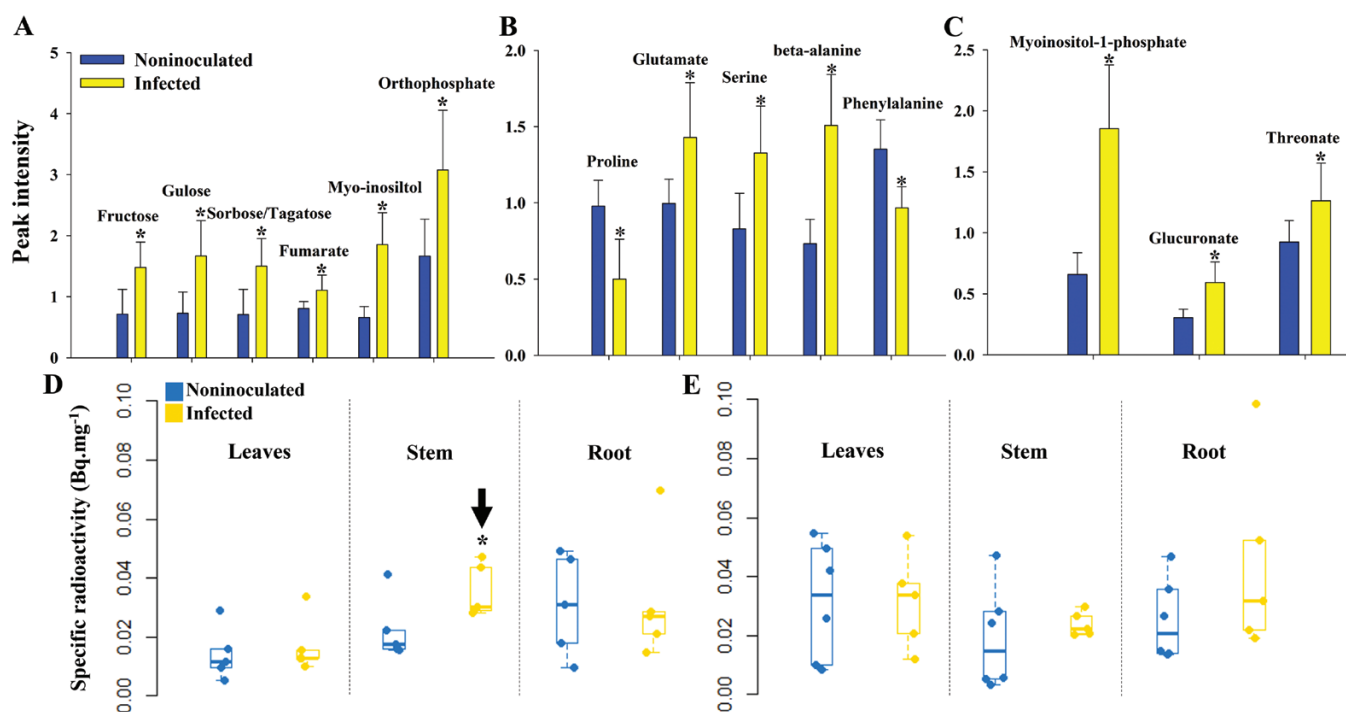 A
Noninoculated
Infected
Peak intensity
5
4
3
2
1
0
Fructose
*
Gulose
*
Sorbose/Tagatose
*
Fumarate
*
Myo-inosiltol
*
Orthophosphate
*
B
2.0
1.5
1.0
0.5
0.0
Proline
*
Glutamate
*
Serine
*
beta-alanine
*
Phenylalanine
*
C
2.5
2.0
1.5
1.0
0.5
0.0
Myoinositol-1-phosphate
*
Glucuronate
*
Threonate
*
D
Noninoculated
Infected
Specific radioactivity (Bq.mg-1)
0.10
0.08
0.06
0.04
0.02
0.00
Leaves
Stem
Root
*
E
0.10
0.08
0.06
0.04
0.02
0.00
Leaves
Stem
Root